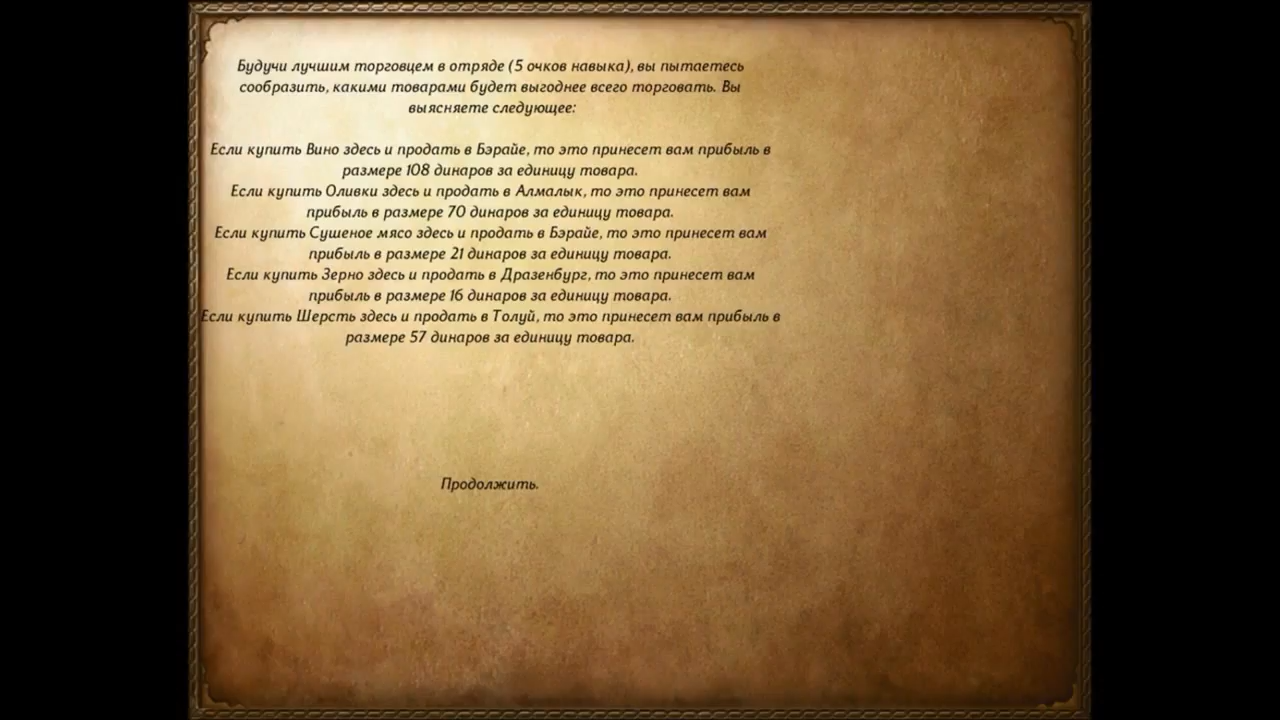 Будучи лучшим торговцем в отряде (5 очков навыка), вы пытаетесь
сообразить, какими товарами будет выгоднее всего торговать. Вы
выясняете следующее:
Если купить Вино здесь и продать в Бэрайе, то это принесет вам прибыль в
размере 108 динаров за единицу товара.
Если купить Оливки здесь и продать в Алмалык, то это принесет вам
прибыль в размере 70 динаров за единицу товара.
Если купить Сушеное мясо здесь и продать в Бэрайе, то это принесет вам
прибыль в размере 21 динаров за единицу товара.
Если купить Зерно здесь и продать в Дразенбург, то это принесет вам
прибыль в размере 16 динаров за единицу товара.
Если купить Шерсть здесь и продать в Толуй, то это принесет вам прибыль в
размере 57 динаров за единицу товара.
Продолжить.